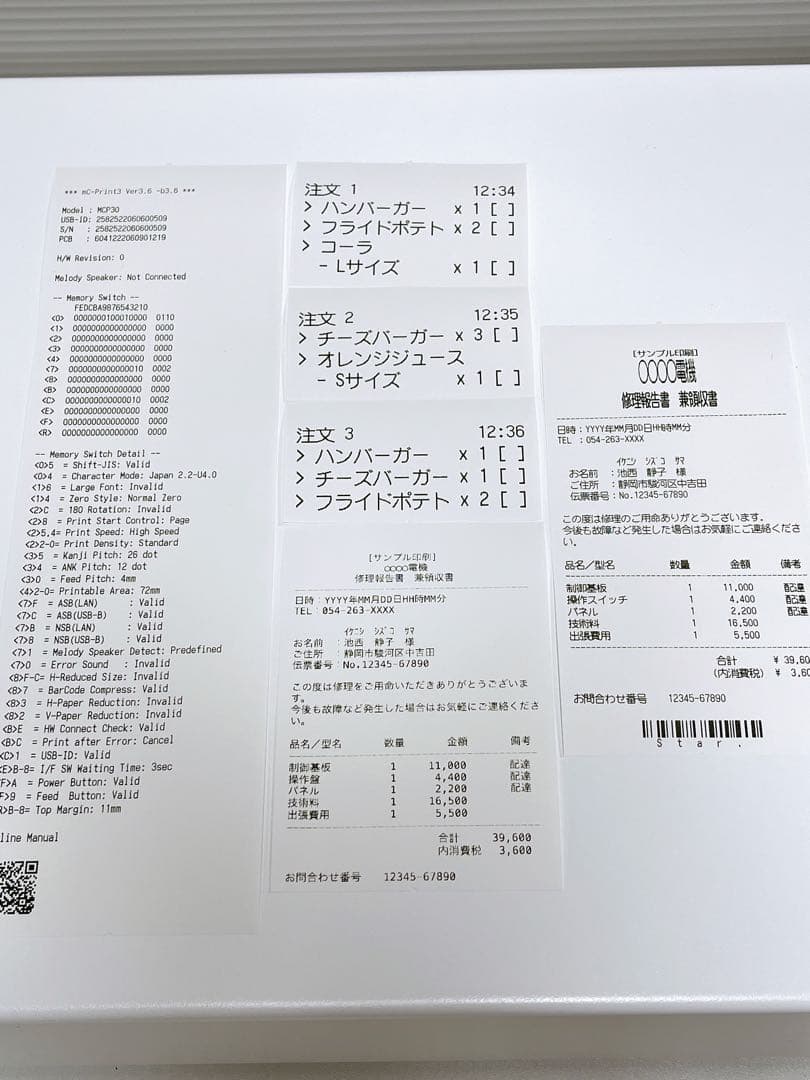 *** mC-Print3 Ver3.6 -b3.6 ***
Model : MCP30
USB-ID: 2582522060600509
S/N : 2582522060600509
PCB : 6041222060901219
H/W Revision: 0
Melody Speaker: Not Connected
-- Memory Switch --
FEDCBA9876543210
<0> 0000000100010000 0110
<1> 0000000000000000 0000
<2> 0000000000000000 0000
<3> 0000000000000000 0000
<4> 0000000000000000 0000
<7> 0000000000000010 0002
<8> 0000000000000000 0000
<B> 0000000000000000 0000
<C> 0000000000000010 0002
<E> 0000000000000000 0000
<F> 0000000000000000 0000
<R> 0000000000000000 0000
-- Memory Switch Detail --
<0>5 = Shift-JIS: Valid
<0>4 = Character Mode: Japan 2.2-U4.0
<1>6 = Large Font: Invalid
<1>4 = Zero Style: Normal Zero
<2>C = 180 Rotation: Invalid
<2>8 = Print Start Control: Page
<2>5,4= Print Speed: High Speed
<2>2-0= Print Density: Standard
<3>5 = Kanji Pitch: 26 dot
<3>4 = ANK Pitch: 12 dot
<3>0 = Feed Pitch: 4mm
<4>2-0= Printable Area: 72mm
<7>F = ASB(LAN) : Valid
<7>C = ASB(USB-B) : Valid
<7>B = NSB(LAN) : Valid
<7>8 = NSB(USB-B) : Valid
<7>1 = Melody Speaker Detect: Predefined
<7>0 = Error Sound : Invalid
<8>F-C= H-Reduced Size: Invalid
<8>7 = BarCode Compress: Valid
<8>3 = H-Paper Reduction: Invalid
<8>2 = V-Paper Reduction: Invalid
<B>E = HW Connect Check: Valid
<B>C = Print after Error: Cancel
<C>1 = USB-ID: Valid
<E>B-8= I/F SW Waiting Time: 3sec
F>A = Power Button: Valid
F>9 = Feed Button: Valid
R>B-8= Top Margin: 11mm
line Manual
注文 1 12:34
> ハンバーガー x 1 [ ]
> フライドポテト x 2 [ ]
> コーラ
- Lサイズ x 1 [ ]
注文 2 12:35
> チーズバーガー x 3 [ ]
> オレンジジュース
- Sサイズ x 1 [ ]
注文 3 12:36
> ハンバーガー x 1 [ ]
> チーズバーガー x 1 [ ]
> フライドポテト x 2 [ ]
[サンプル印刷]
○○○○電機
修理報告書 兼領収書
日時：YYYY年MM月DD日HH時MM分
TEL：054-263-XXXX
ｲｹﾆｼ ｼｽﾞｺ ｻﾏ
お名前 ：池西 静子 様
ご住所 ：静岡市駿河区中吉田
伝票番号：No.12345-67890
この度は修理をご用命いただきありがとうございま
す。
今後も故障など発生した場合はお気軽にご連絡くださ
い。
品名／型名 数量 金額 備考
制御基板 1 11,000 配達
操作盤 1 4,400 配達
パネル 1 2,200 配達
技術料 1 16,500
出張費用 1 5,500
合計 39,600
内消費税 3,600
お問合わせ番号 12345-67890
[サンプル印刷]
○○○○電機
修理報告書 兼領収書
日時：YYYY年MM月DD日HH時MM分
TEL ：054-263-XXXX
ｲｹﾆｼ ｼｽﾞｺ ｻﾏ
お名前 ：池西 静子 様
ご住所 ：静岡市駿河区中吉田
伝票番号：No.12345-67890
この度は修理のご用命ありがとうございます。
今後も故障など発生した場合はお気軽にご連絡くださ
い。
品名／型名 数量 金額 備考
制御基板 1 11,000 配達
操作スイッチ 1 4,400 配達
パネル 1 2,200 配達
技術料 1 16,500
出張費用 1 5,500
合計 ¥ 39,60
(内消費税) ¥ 3,60
お問合わせ番号 12345-67890
Star.